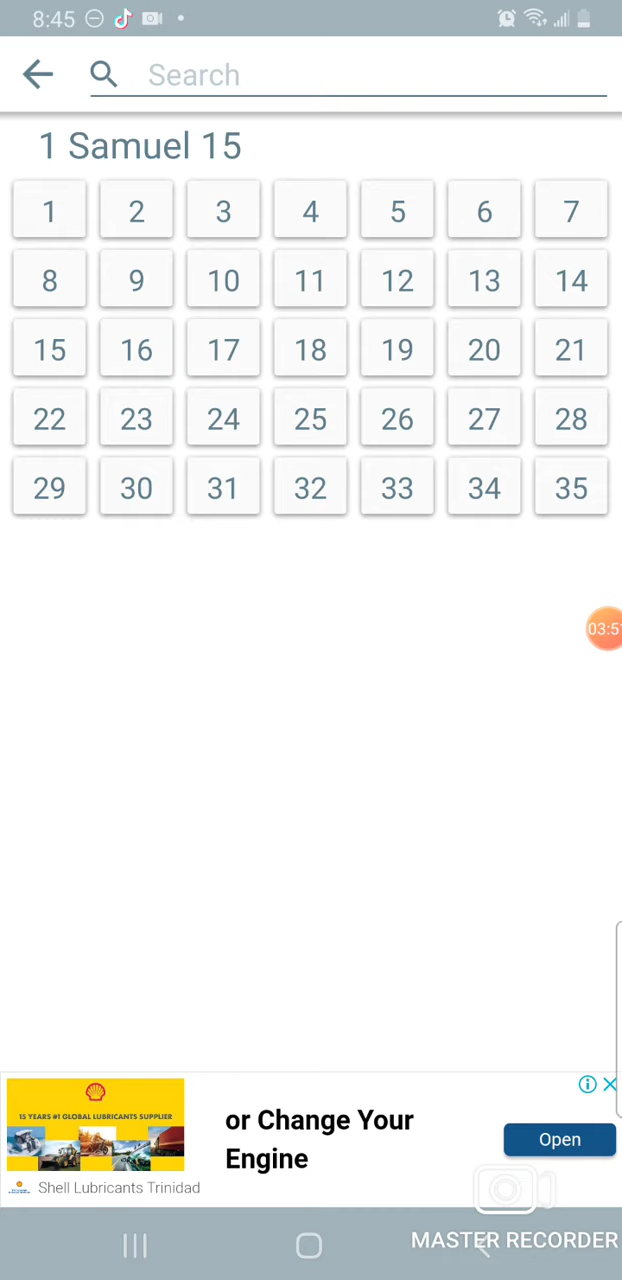 8:45
Search
1 Samuel 15
1 2 3 4 5 6 7
8 9 10 11 12 13 14
15 16 17 18 19 20 21
22 23 24 25 26 27 28
29 30 31 32 33 34 35
03:51
15 YEARS #1 GLOBAL LUBRICANTS SUPPLIER
or Change Your
Engine
Open
Shell Lubricants Trinidad
MASTER RECORDER